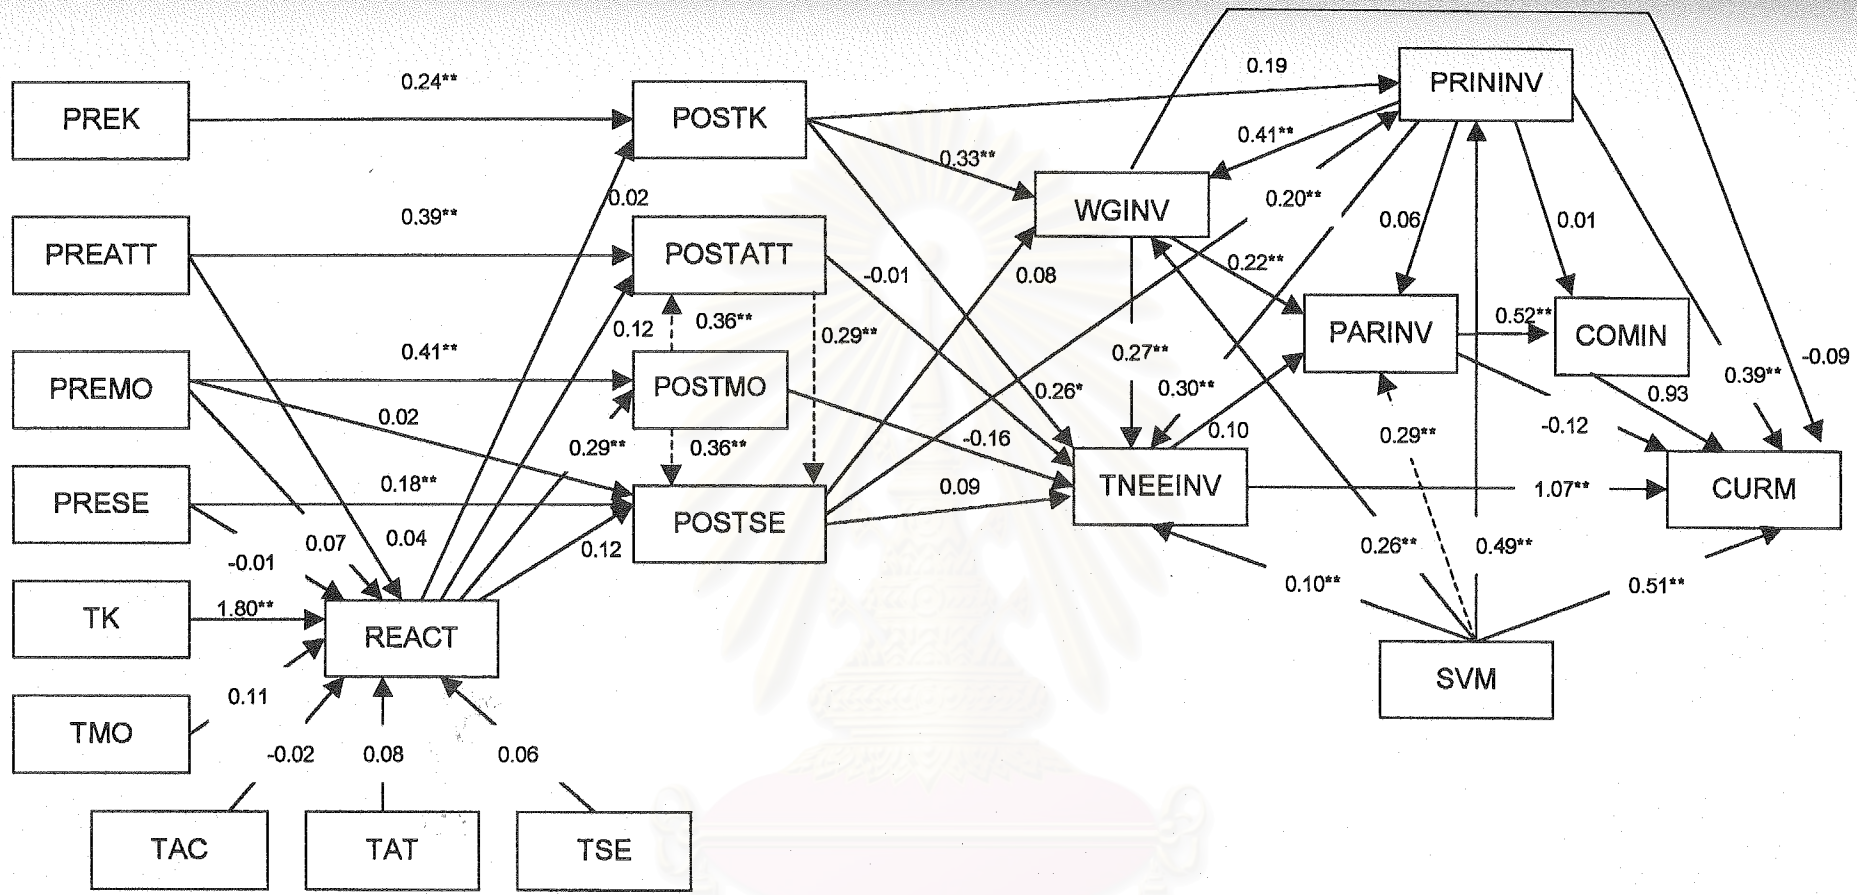 0.19
PRININV
0.24**
PREK
POSTK
0.41**
0.33**
0.20**
0.02
WGINV
0.39**
0.06
0.01
PREATT
POSTATT
-0.01
0.08
0.22**
0.12
0.36**
0.29**
0.52**
PARINV
COMIN
0.41**
0.27**
-0.09
PREMO
POSTMO
0.26*
0.30**
0.39**
0.93
0.02
0.29**
0.36**
-0.16
0.10
0.29**
-0.12
PRESE
0.18**
0.09
TNEEINV
1.07**
CURM
POSTSE
-0.01
0.07
0.04
0.12
0.26**
0.49**
0.10**
0.51**
TK
1.80**
REACT
SVM
0.11
TMO
-0.02
0.08
0.06
TAC
TAT
TSE